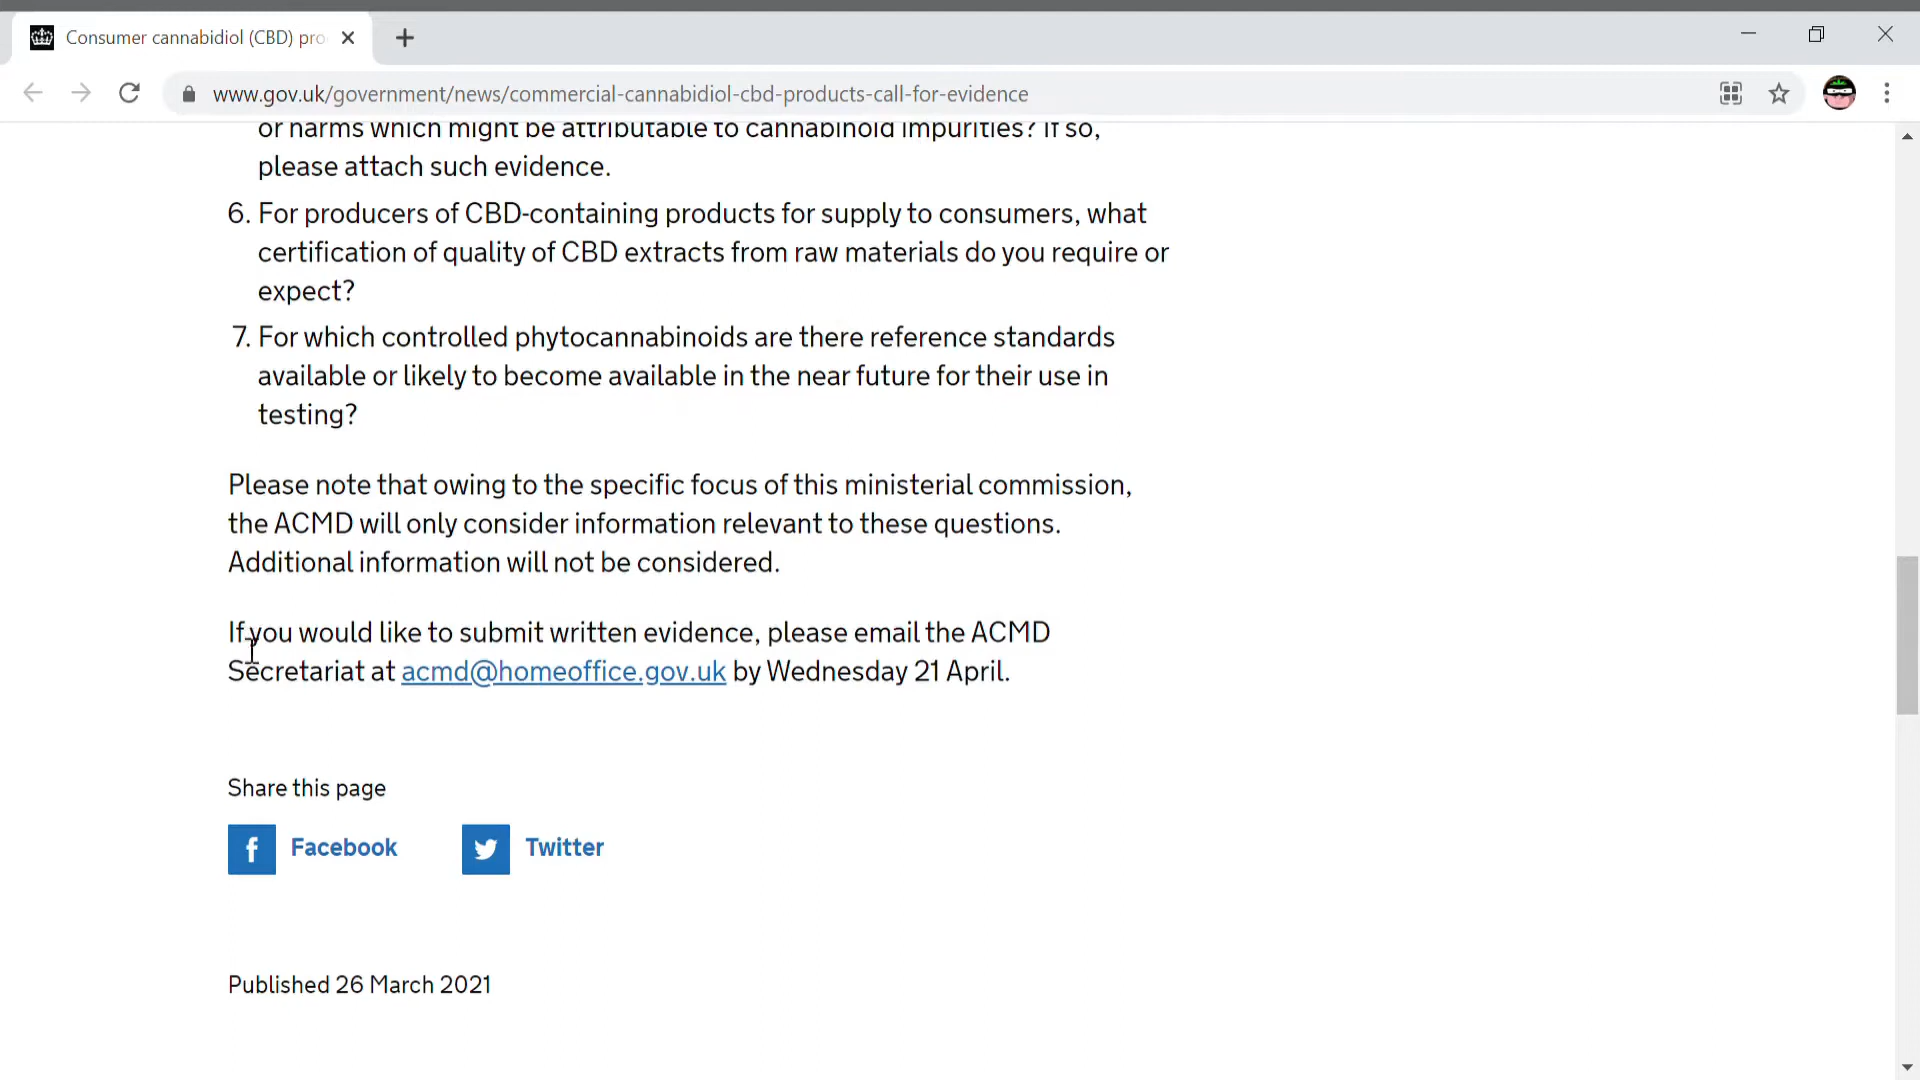 Consumer cannabidiol (CBD) pro
www.gov.uk/government/news/commercial-cannabidiol-cbd-products-call-for-evidence
or harms which might be attributable to cannabinoid impurities? If so,
please attach such evidence.
6. For producers of CBD-containing products for supply to consumers, what
certification of quality of CBD extracts from raw materials do you require or
expect?
7. For which controlled phytocannabinoids are there reference standards
available or likely to become available in the near future for their use in
testing?
Please note that owing to the specific focus of this ministerial commission,
the ACMD will only consider information relevant to these questions.
Additional information will not be considered.
If you would like to submit written evidence, please email the ACMD
Secretariat at acmd@homeoffice.gov.uk by Wednesday 21 April.
Share this page
f Facebook Twitter
Published 26 March 2021